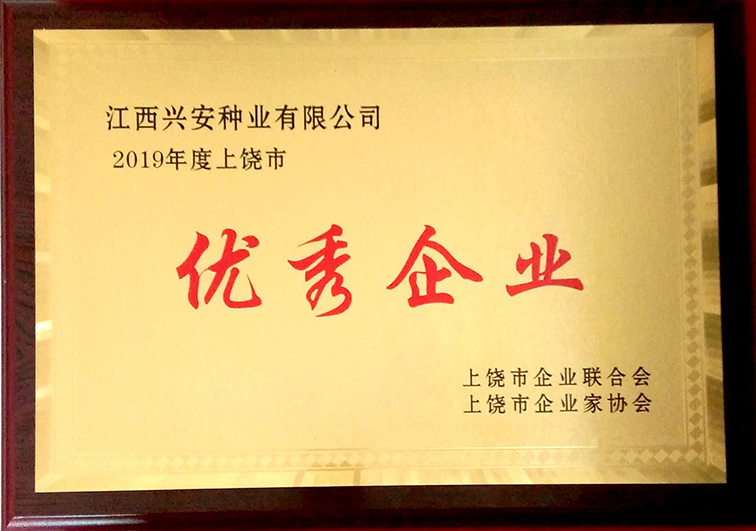 江西兴安种业有限公司
2019年度上饶市
优秀企业
上饶市企业联合会
上饶市企业家协会